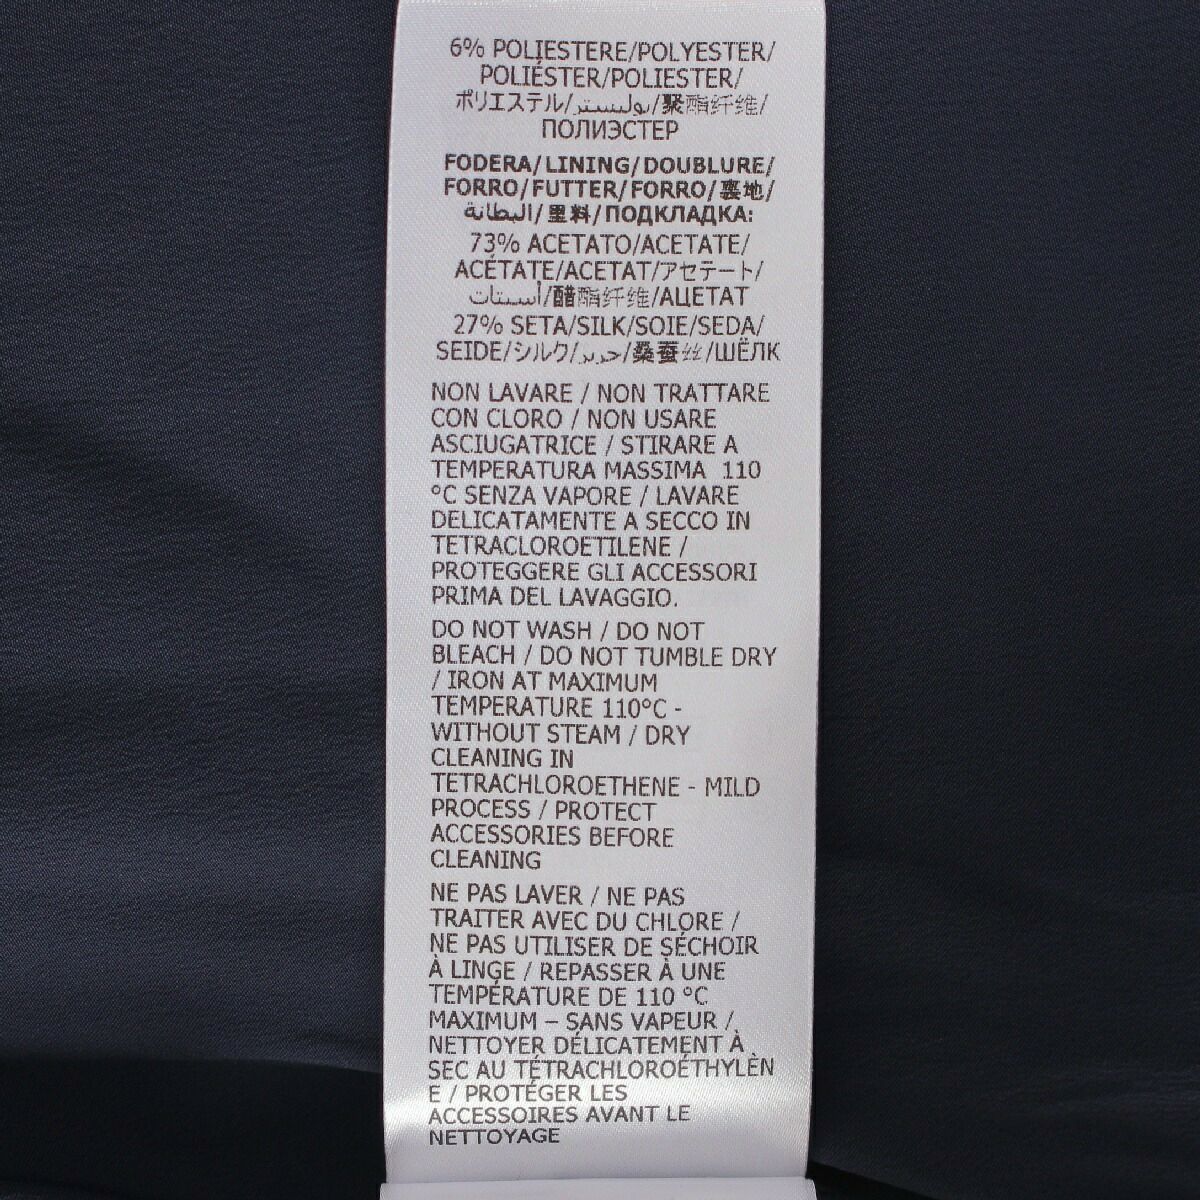 6% POLIESTERE/POLYESTER/
POLIÉSTER/POLIESTER/
ポリエステル/بوليستر/聚酯纤维/
ПОЛИЭСТЕР
FODERA/LINING/DOUBLURE/
FORRO/FUTTER/FORRO/裏地/
البطانة/里料/ПОДКЛАДКА:
73% ACETATO/ACETATE/
ACÉTATE/ACETAT/アセテート/
أسيتات/醋酯纤维/АЦЕТАТ
27% SETA/SILK/SOIE/SEDA/
SEIDE/シルク/حرير/桑蚕丝/ШЁЛК
NON LAVARE / NON TRATTARE
CON CLORO / NON USARE
ASCIUGATRICE / STIRARE A
TEMPERATURA MASSIMA 110
°C SENZA VAPORE / LAVARE
DELICATAMENTE A SECCO IN
TETRACLOROETILENE /
PROTEGGERE GLI ACCESSORI
PRIMA DEL LAVAGGIO.
DO NOT WASH / DO NOT
BLEACH / DO NOT TUMBLE DRY
/ IRON AT MAXIMUM
TEMPERATURE 110°C -
WITHOUT STEAM / DRY
CLEANING IN
TETRACHLOROETHENE - MILD
PROCESS / PROTECT
ACCESSORIES BEFORE
CLEANING
NE PAS LAVER / NE PAS
TRAITER AVEC DU CHLORE /
NE PAS UTILISER DE SÉCHOIR
À LINGE / REPASSER À UNE
TEMPÉRATURE DE 110 °C
MAXIMUM – SANS VAPEUR /
NETTOYER DÉLICATEMENT À
SEC AU TÉTRACHLOROÉTHYLÈN
E / PROTÉGER LES
ACCESSOIRES AVANT LE
NETTOYAGE